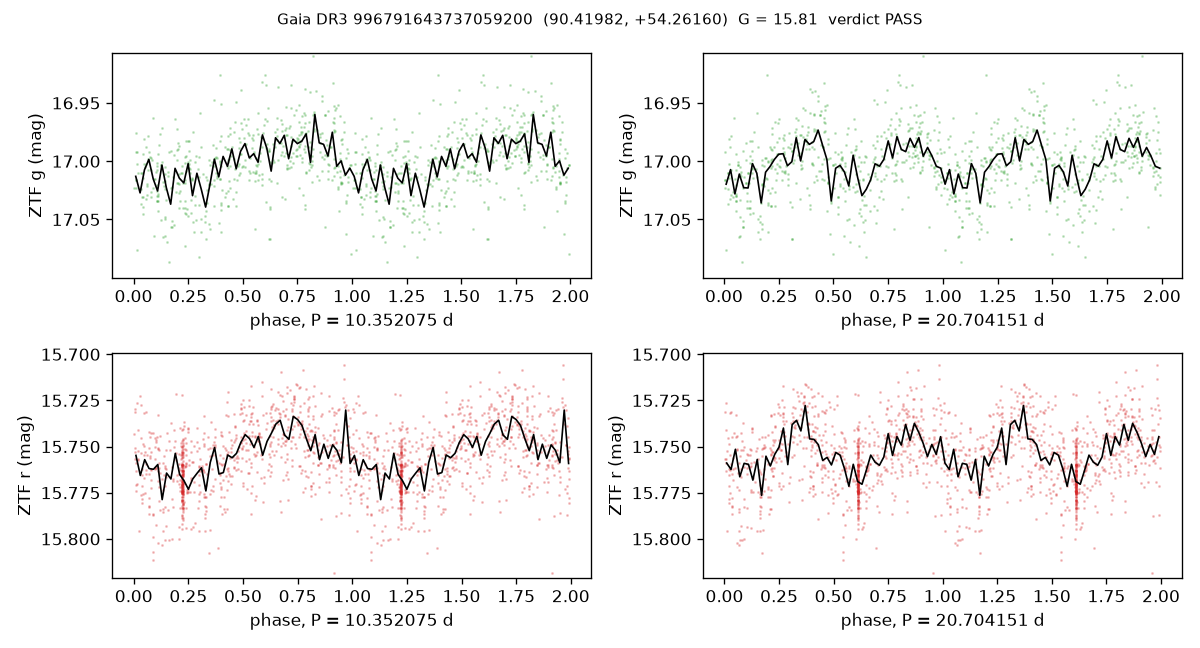 Gaia DR3 996791643737059200 (90.41982, +54.26160) G = 15.81 verdict PASS
ZTF g (mag)
16.95
17.00
17.05
0.00 0.25 0.50 0.75 1.00 1.25 1.50 1.75 2.00
phase, P = 10.352075 d
ZTF g (mag)
16.95
17.00
17.05
0.00 0.25 0.50 0.75 1.00 1.25 1.50 1.75 2.00
phase, P = 20.704151 d
ZTF r (mag)
15.700
15.725
15.750
15.775
15.800
0.00 0.25 0.50 0.75 1.00 1.25 1.50 1.75 2.00
phase, P = 10.352075 d
ZTF r (mag)
15.700
15.725
15.750
15.775
15.800
0.00 0.25 0.50 0.75 1.00 1.25 1.50 1.75 2.00
phase, P = 20.704151 d